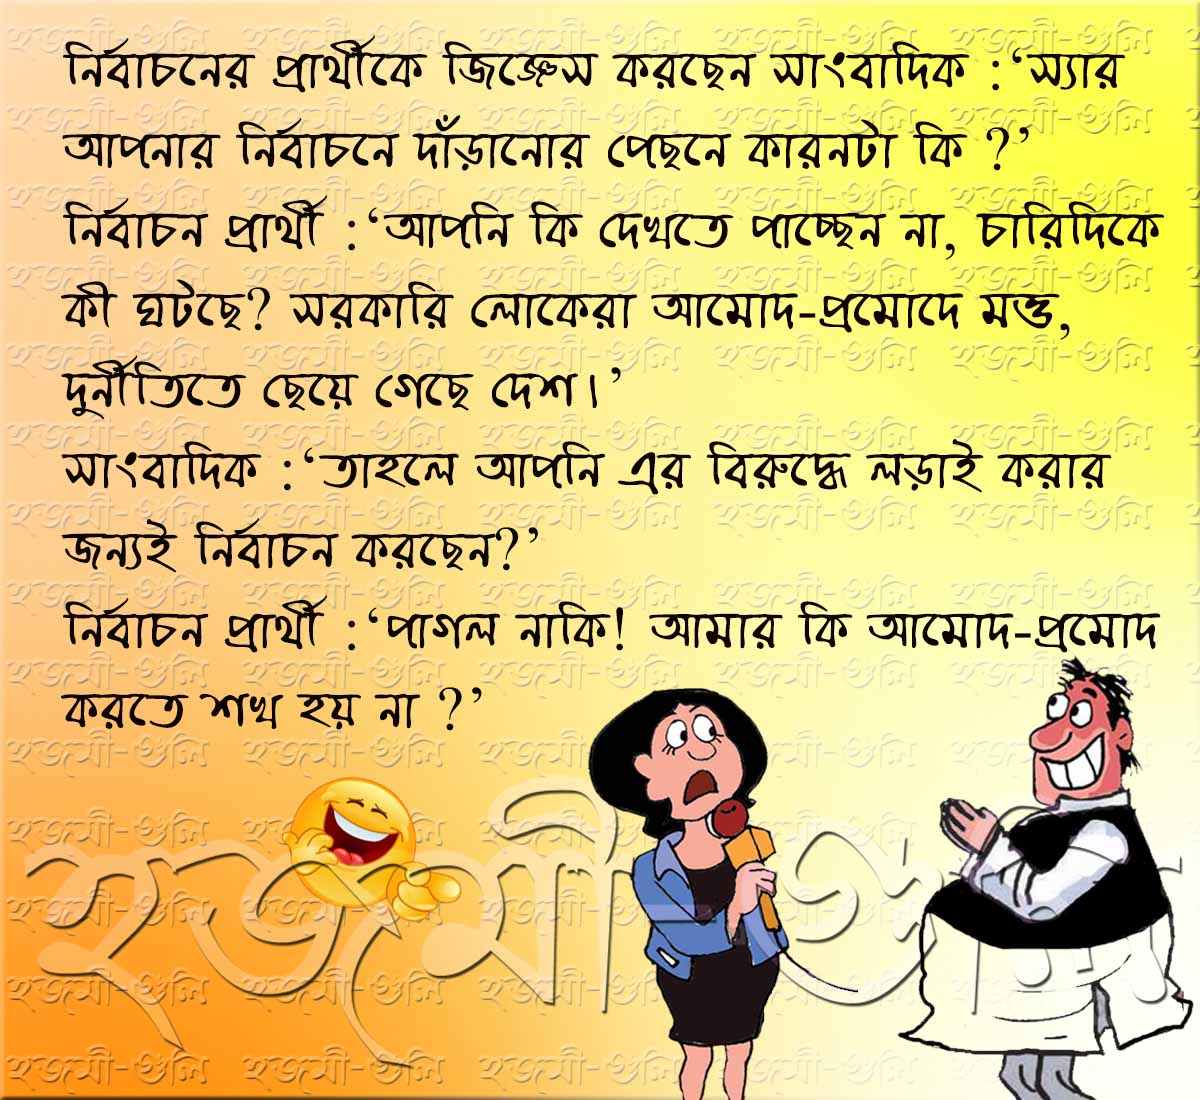 নির্বাচনের প্রার্থীকে জিজ্ঞেস করছেন সাংবাদিক :‘স্যার
আপনার নির্বাচনে দাঁড়ানোর পেছনে কারনটা কি ?’
নির্বাচন প্রার্থী :‘আপনি কি দেখতে পাচ্ছেন না, চারিদিকে
কী ঘটছে? সরকারি লোকেরা আমোদ-প্রমোদে মত্ত,
দুর্নীতিতে ছেয়ে গেছে দেশ।’
সাংবাদিক :‘তাহলে আপনি এর বিরুদ্ধে লড়াই করার
জন্যই নির্বাচন করছেন?’
নির্বাচন প্রার্থী :‘পাগল নাকি! আমার কি আমোদ-প্রমোদ
করতে শখ হয় না ?’
হজমী-গুলি